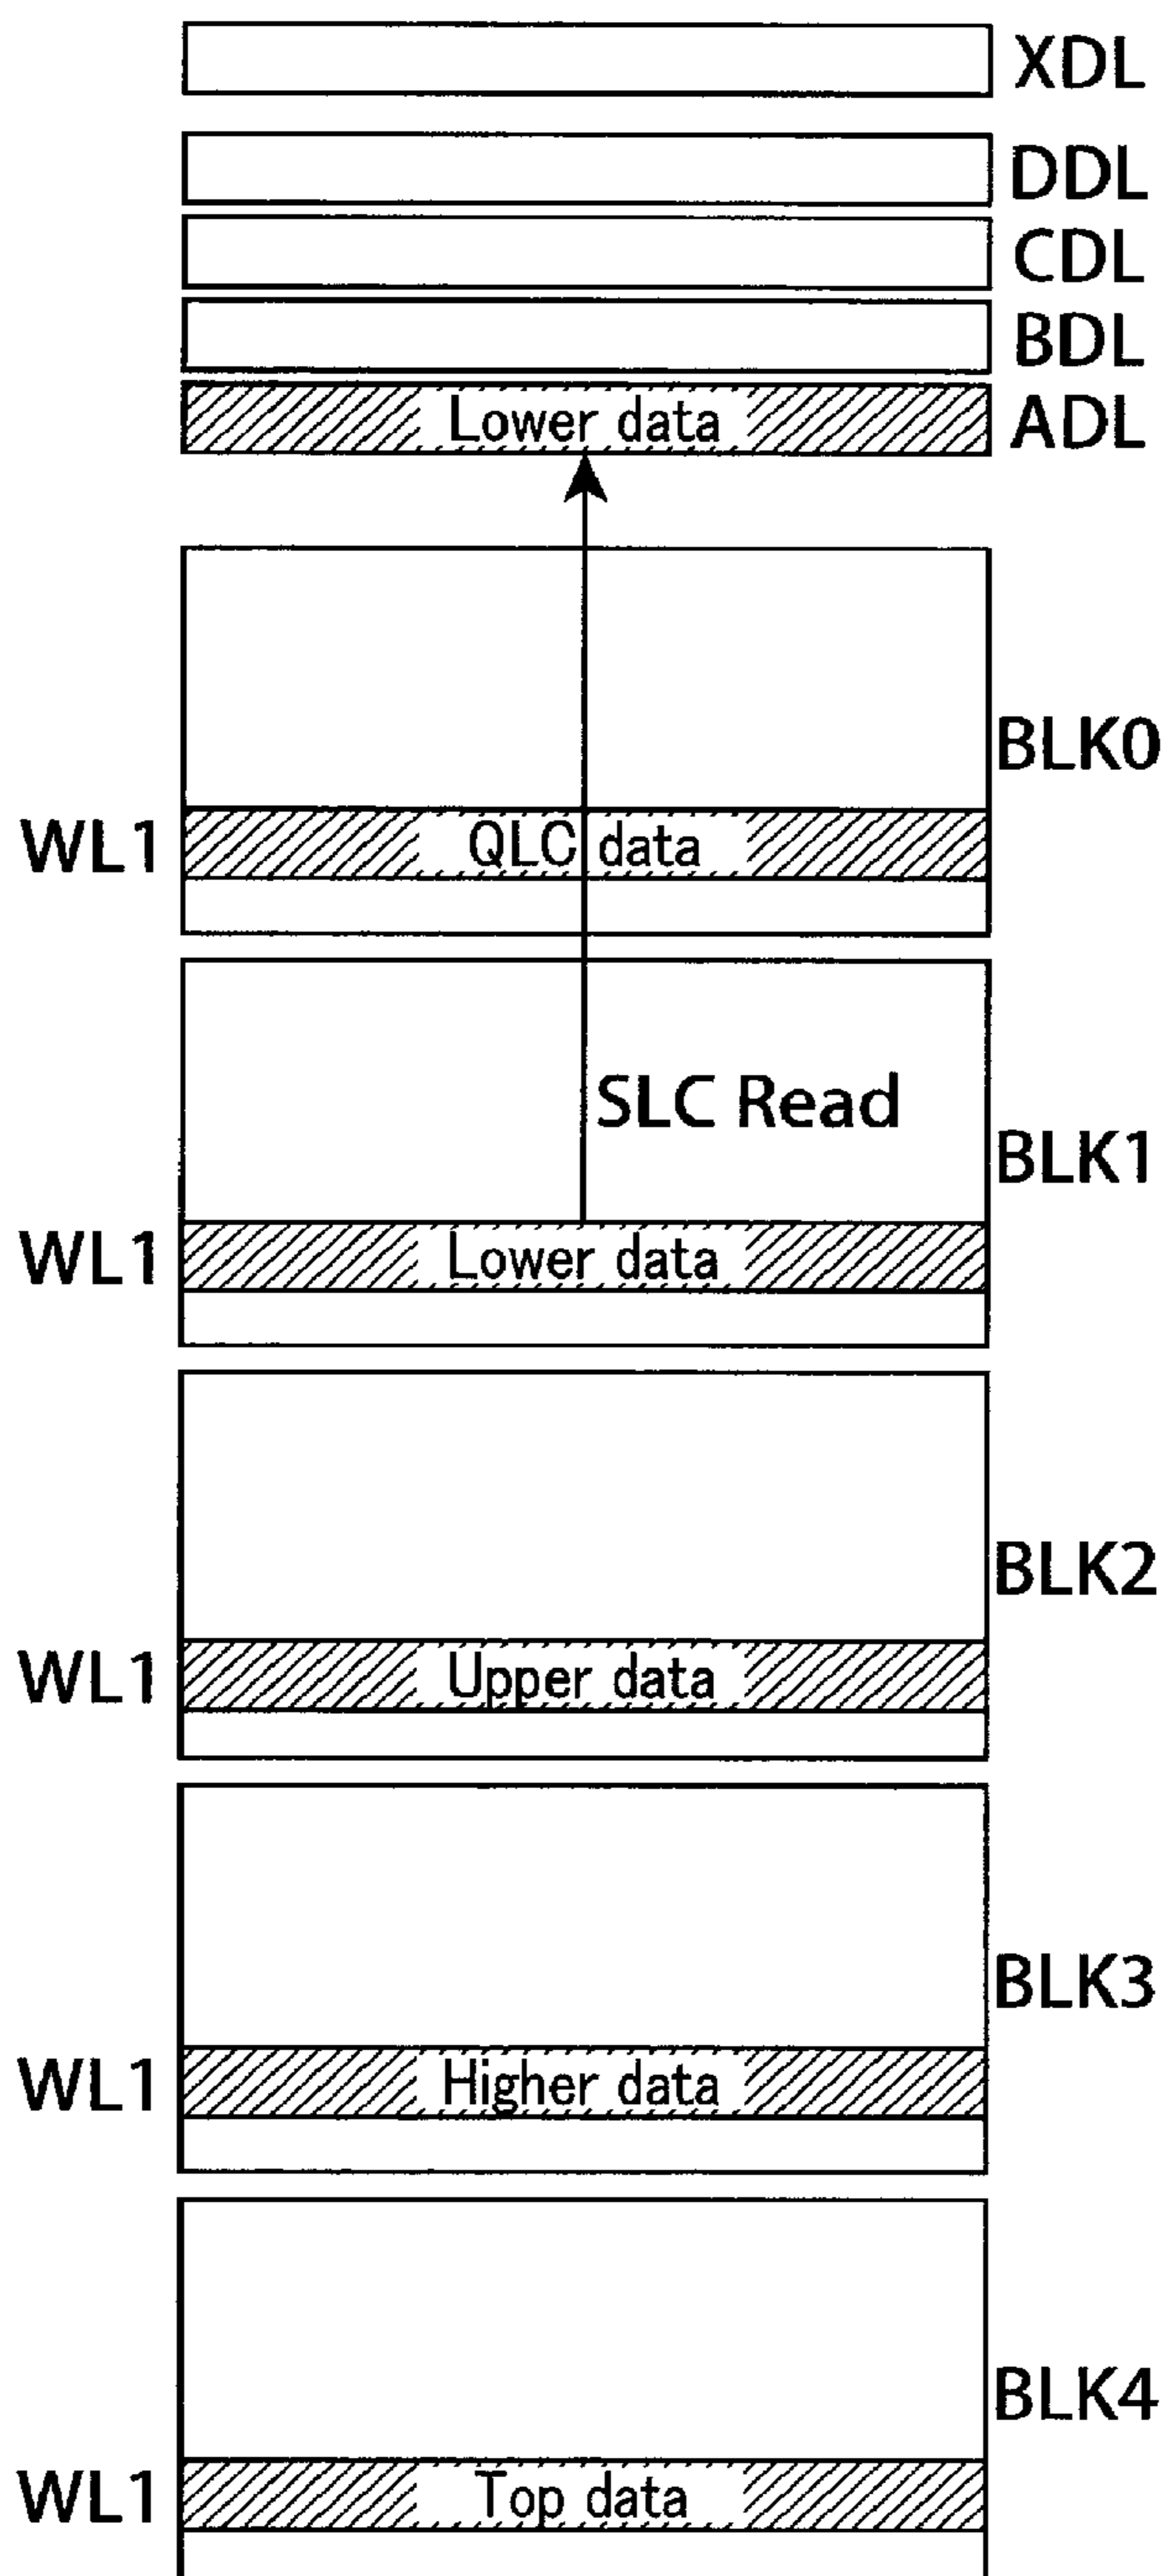 XDL
DDL
CDL
BDL
Lower data ADL
BLK0
WL1 QLC data
SLC Read
BLK1
WL1 Lower data
BLK2
WL1 Upper data
BLK3
WL1 Higher data
BLK4
WL1 Top data